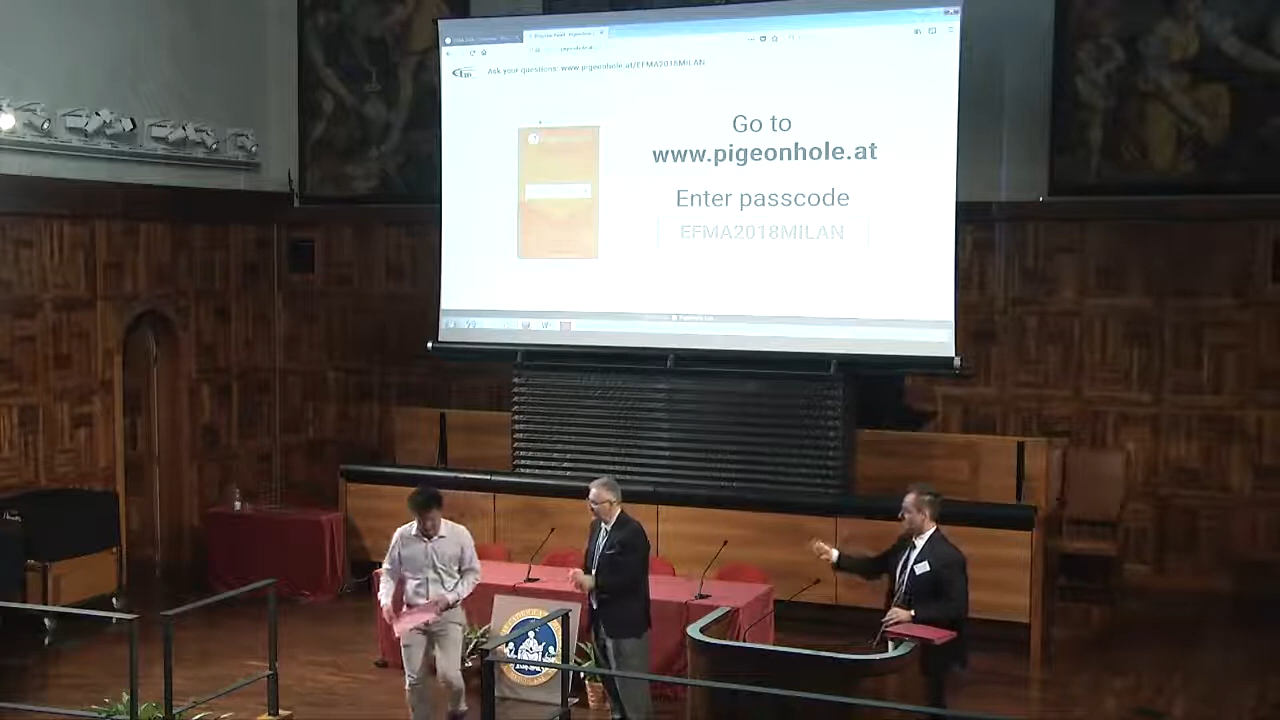 Ask your questions: www.pigeonhole.at/EFMA2018MILAN
Go to
www.pigeonhole.at
Enter passcode
EFMA2018MILAN